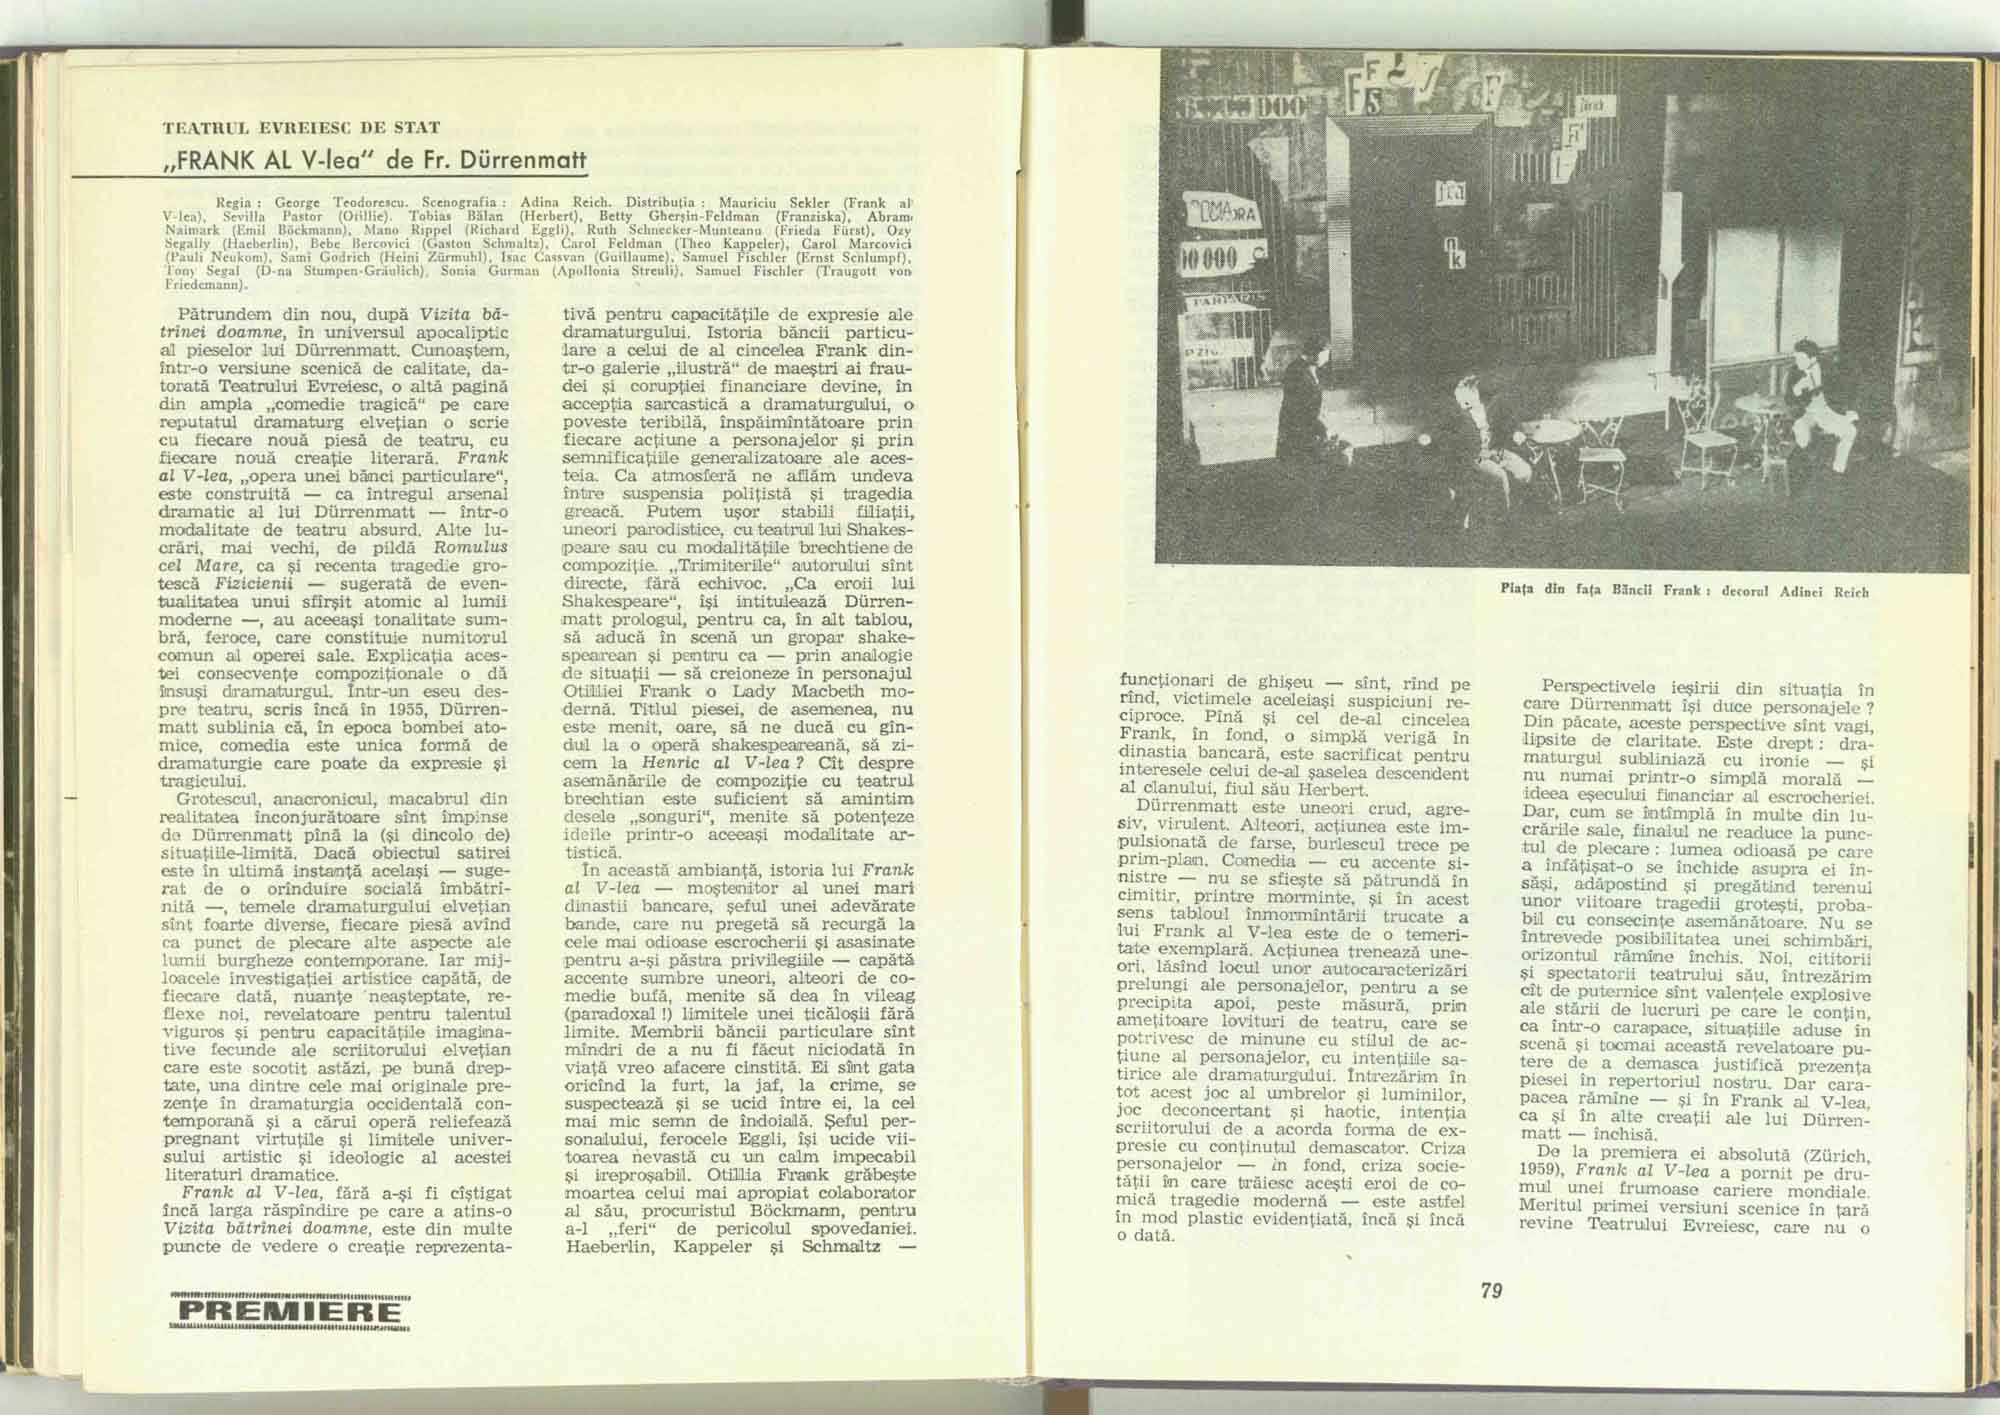 TEATRUL EVREIESC DE STAT
„FRANK AL V-lea" de Fr. Dürrenmatt
Regia : George Teodorescu. Scenografia : Adina Reich. Distribuția : Mauriciu Sekler (Frank al
V-lea), Sevilla Pastor (Otillie). Tobias Bălan (Herbert), Betty Gherșin-Feldman (Franziska), Abram
Naimark (Emil Böckmann), Mano Rippel (Richard Eggli), Ruth Schnecker-Munteanu (Frieda Fürst), Ozy
Segally (Haeberlin), Bebe Bercovici (Gaston Schmaltz), Carol Feldman (Theo Kappeler), Carol Marcovici
(Pauli Neukom), Sami Godrich (Heini Zürmuhl), Isac Cassvan (Guillaume), Samuel Fischler (Ernst Schlumpf),
Tony Segal (D-na Stumpen-Gräulich), Sonia Gurman (Apollonia Streuli), Samuel Fischler (Traugott von
Friedemann).
Pătrundem din nou, după Vizita bă-
trînei doamne, în universul apocaliptic
al pieselor lui Dürrenmatt. Cunoaștem,
într-o versiune scenică de calitate, da-
torată Teatrului Evreiesc, o altă pagină
din ampla „comedie tragică“ pe care
reputatul dramaturg elvețian o scrie
cu fiecare nouă piesă de teatru, cu
fiecare nouă creație literară. Frank
al V-lea, „opera unei bănci particulare“,
este construită — ca întregul arsenal
dramatic al lui Dürrenmatt — într-o
modalitate de teatru absurd. Alte lu-
crări, mai vechi, de pildă Romulus
cel Mare, ca și recenta tragedie gro-
tescă Fizicienii — sugerată de even-
tualitatea unui sfîrșit atomic al lumii
moderne —, au aceeași tonalitate sum-
bră, feroce, care constituie numitorul
comun al operei sale. Explicația aces-
tei consecvențe compoziționale o dă
însuși dramaturgul. Într-un eseu des-
pre teatru, scris încă în 1955, Dürren-
matt sublinia că, în epoca bombei ato-
mice, comedia este unica formă de
dramaturgie care poate da expresie și
tragicului.
Grotescul, anacronicul, macabrul din
realitatea înconjurătoare sînt împinse
de Dürrenmatt pînă la (și dincolo de)
situațiile-limită. Dacă obiectul satirei
este în ultimă instanță același — suge-
rat de o orînduire socială îmbătrî-
nită —, temele dramaturgului elvețian
sînt foarte diverse, fiecare piesă avînd
ca punct de plecare alte aspecte ale
lumii burgheze contemporane. Iar mij-
loacele investigației artistice capătă, de
fiecare dată, nuanțe neașteptate, re-
flexe noi, revelatoare pentru talentul
viguros și pentru capacitățile imagina-
tive fecunde ale scriitorului elvețian
care este socotit astăzi, pe bună drep-
tate, una dintre cele mai originale pre-
zențe în dramaturgia occidentală con-
temporană și a cărui operă reliefează
pregnant virtuțile și limitele univer-
sului artistic și ideologic al acestei
literaturi dramatice.
Frank al V-lea, fără a-și fi cîștigat
încă larga răspîndire pe care a atins-o
Vizita bătrînei doamne, este din multe
puncte de vedere o creație reprezenta-
tivă pentru capacitățile de expresie ale
dramaturgului. Istoria băncii particu-
lare a celui de al cincelea Frank din-
tr-o galerie „ilustră“ de maeștri ai frau-
dei și corupției financiare devine, în
accepția sarcastică a dramaturgului, o
poveste teribilă, înspăimîntătoare prin
fiecare acțiune a personajelor și prin
semnificațiile generalizatoare ale aces-
teia. Ca atmosferă ne aflăm undeva
între suspensia polițistă și tragedia
greacă. Putem ușor stabili filiații,
uneori parodistice, cu teatrul lui Shakes-
peare sau cu modalitățile brechtiene de
compoziție. „Trimiterile“ autorului sînt
directe, fără echivoc. „Ca eroii lui
Shakespeare“, își intitulează Dürren-
matt prologul, pentru ca, în alt tablou,
să aducă în scenă un gropar shake-
spearean și pentru ca — prin analogie
de situații — să creioneze în personajul
Otilliei Frank o Lady Macbeth mo-
dernă. Titlul piesei, de asemenea, nu
este menit, oare, să ne ducă cu gîn-
dul la o operă shakespeareană, să zi-
cem la Henric al V-lea ? Cît despre
asemănările de compoziție cu teatrul
brechtian este suficient să amintim
desele „songuri“, menite să potențeze
ideile printr-o aceeași modalitate ar-
tistică.
În această ambianță, istoria lui Frank
al V-lea — moștenitor al unei mari
dinastii bancare, șeful unei adevărate
bande, care nu pregetă să recurgă la
cele mai odioase escrocherii și asasinate
pentru a-și păstra privilegiile — capătă
accente sumbre uneori, alteori de co-
medie bufă, menite să dea în vileag
(paradoxal !) limitele unei ticăloșii fără
limite. Membrii băncii particulare sînt
mîndri de a nu fi făcut niciodată în
viață vreo afacere cinstită. Ei sînt gata
oricînd la furt, la jaf, la crime, se
suspectează și se ucid între ei, la cel
mai mic semn de îndoială. Șeful per-
sonalului, ferocele Eggli, își ucide vii-
toarea nevastă cu un calm impecabil
și ireproșabil. Otillia Frank grăbește
moartea celui mai apropiat colaborator
al său, procuristul Böckmann, pentru
a-l „feri“ de pericolul spovedaniei.
Haeberlin, Kappeler și Schmaltz —
PREMIERE
Piața din fața Băncii Frank : decorul Adinei Reich
funcționari de ghișeu — sînt, rînd pe
rînd, victimele aceleiași suspiciuni re-
ciproce. Pînă și cel de-al cincelea
Frank, în fond, o simplă verigă în
dinastia bancară, este sacrificat pentru
interesele celui de-al șaselea descendent
al clanului, fiul său Herbert.
Dürrenmatt este uneori crud, agre-
siv, virulent. Alteori, acțiunea este im-
pulsionată de farse, burlescul trece pe
prim-plan. Comedia — cu accente si-
nistre — nu se sfiește să pătrundă în
cimitir, printre morminte, și în acest
sens tabloul înmormîntării trucate a
lui Frank al V-lea este de o temeri-
tate exemplară. Acțiunea trenează une-
ori, lăsînd locul unor autocaracterizări
prelungi ale personajelor, pentru a se
precipita apoi, peste măsură, prin
amețitoare lovituri de teatru, care se
potrivesc de minune cu stilul de ac-
țiune al personajelor, cu intențiile sa-
tirice ale dramaturgului. Întrezărim în
tot acest joc al umbrelor și luminilor,
joc deconcertant și haotic, intenția
scriitorului de a acorda forma de ex-
presie cu conținutul demascator. Criza
personajelor — în fond, criza socie-
tății în care trăiesc acești eroi de co-
mică tragedie modernă — este astfel
în mod plastic evidențiată, încă și încă
o dată.
Perspectivele ieșirii din situația în
care Dürrenmatt își duce personajele ?
Din păcate, aceste perspective sînt vagi,
lipsite de claritate. Este drept : dra-
maturgul subliniază cu ironie — și
nu numai printr-o simplă morală —
ideea eșecului financiar al escrocheriei.
Dar, cum se întîmplă în multe din lu-
crările sale, finalul ne readuce la punc-
tul de plecare : lumea odioasă pe care
a înfățișat-o se închide asupra ei în-
săși, adăpostind și pregătind terenul
unor viitoare tragedii grotești, proba-
bil cu consecințe asemănătoare. Nu se
întrevede posibilitatea unei schimbări,
orizontul rămîne închis. Noi, cititorii
și spectatorii teatrului său, întrezărim
cît de puternice sînt valențele explosive
ale stării de lucruri pe care le conțin,
ca într-o carapace, situațiile aduse în
scenă și tocmai această revelatoare pu-
tere de a demasca justifică prezența
piesei în repertoriul nostru. Dar cara-
pacea rămîne — și în Frank al V-lea,
ca și în alte creații ale lui Dürren-
matt — închisă.
De la premiera ei absolută (Zürich,
1959), Frank al V-lea a pornit pe dru-
mul unei frumoase cariere mondiale.
Meritul primei versiuni scenice în țară
revine Teatrului Evreiesc, care nu o
79